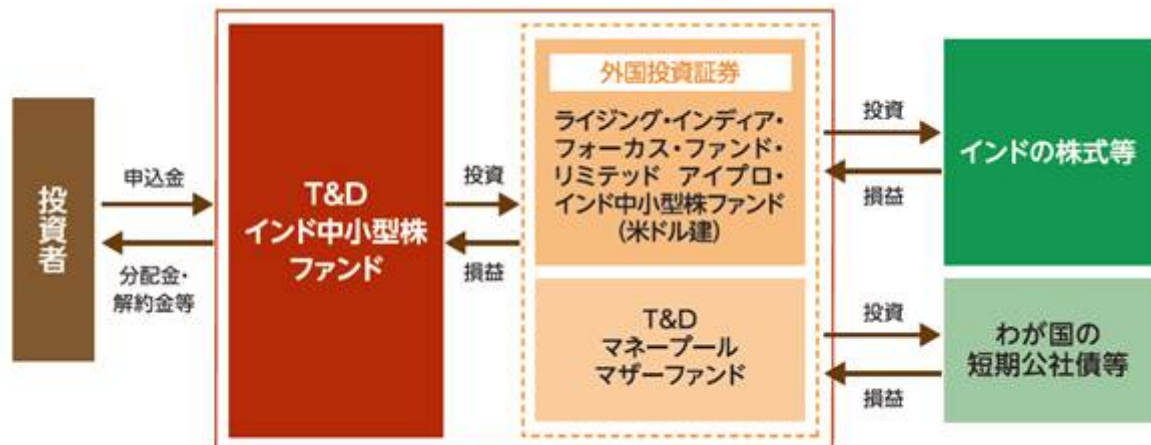 投資者
申込金
分配金・
解約金等
T&D
インド中小型株
ファンド
投資
損益
外国投資証券
ライジング・インディア・
フォーカス・ファンド・
リミテッド アイプロ・
インド中小型株ファンド
(米ドル建)
T&D
マネープール
マザーファンド
投資
損益
インドの株式等
投資
損益
わが国の
短期公社債等